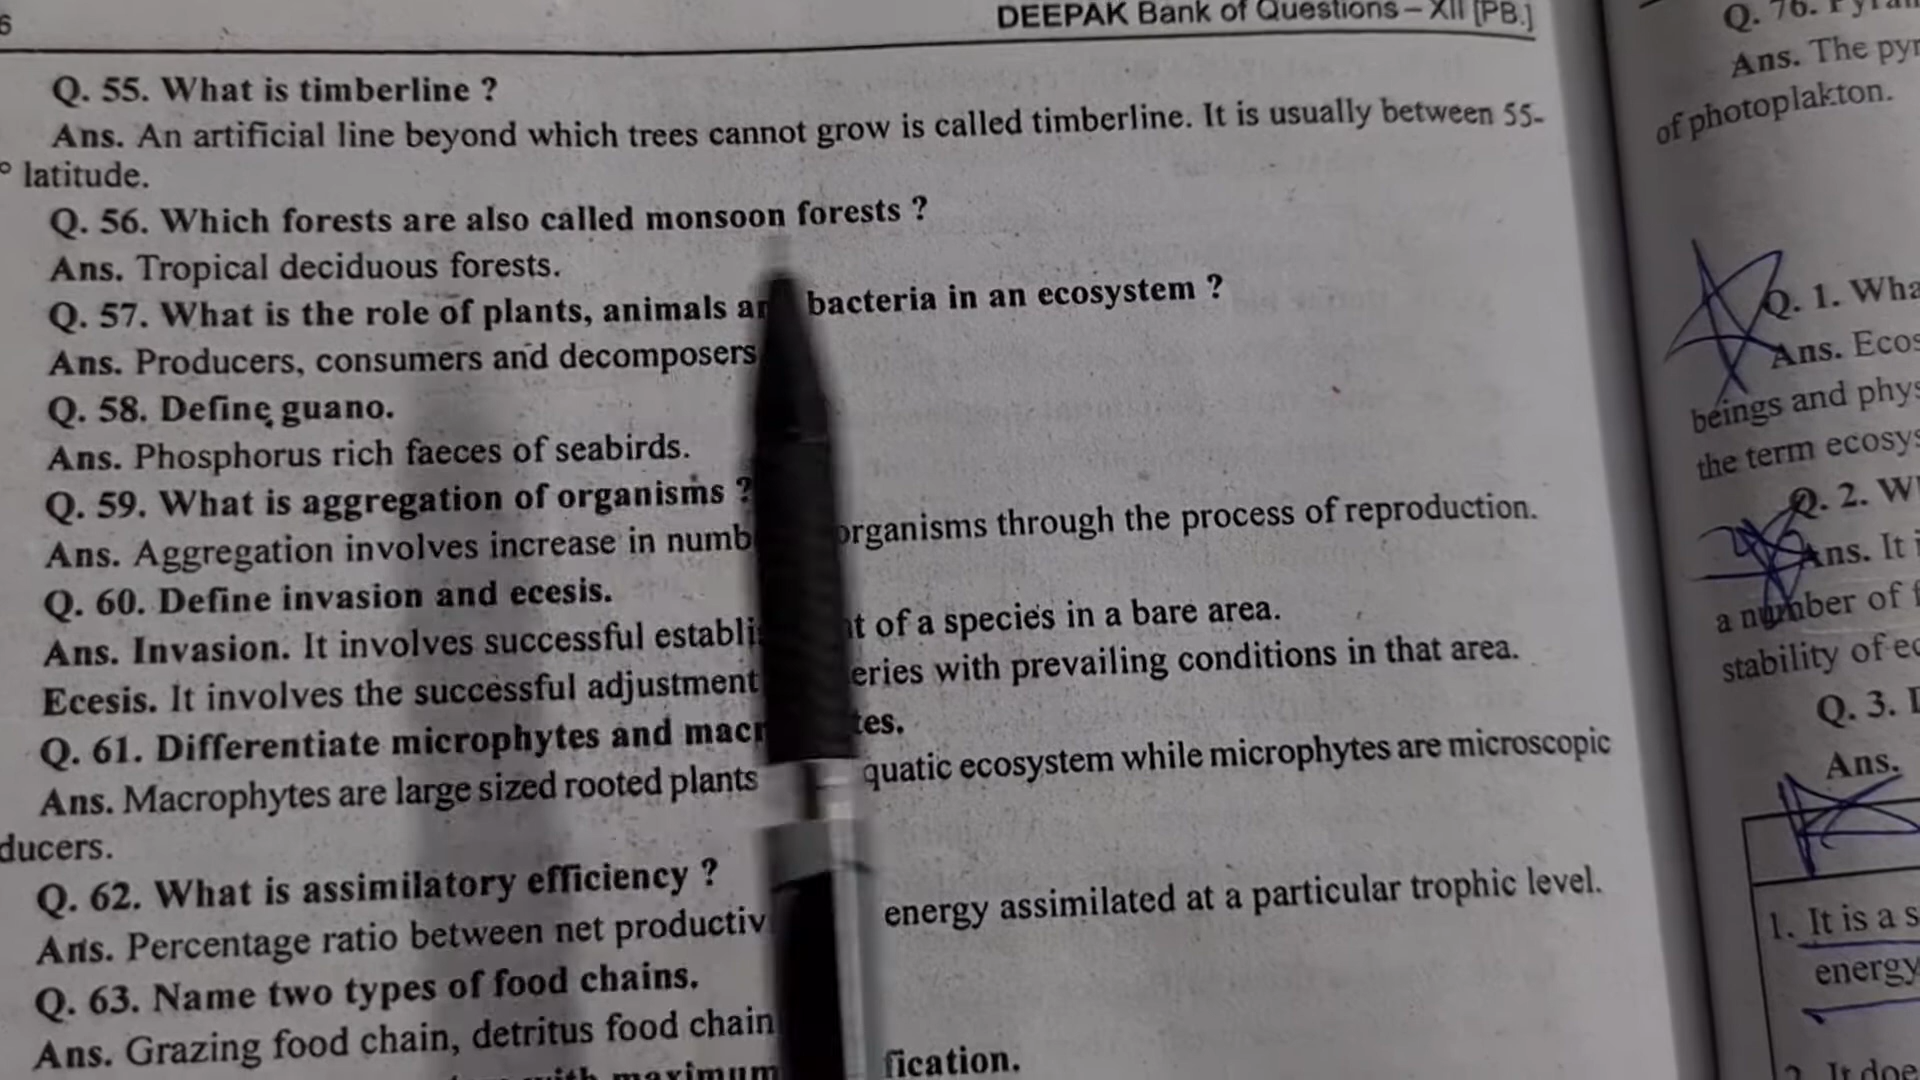 6
DEEPAK Bank of Questions – XII [PB.]
Q. 55. What is timberline ?
Ans. An artificial line beyond which trees cannot grow is called timberline. It is usually between 55-
° latitude.
Q. 56. Which forests are also called monsoon forests ?
Ans. Tropical deciduous forests.
Q. 57. What is the role of plants, animals an bacteria in an ecosystem ?
Ans. Producers, consumers and decomposers
Q. 58. Define guano.
Ans. Phosphorus rich faeces of seabirds.
Q. 59. What is aggregation of organisms ?
Ans. Aggregation involves increase in numb organisms through the process of reproduction.
Q. 60. Define invasion and ecesis.
Ans. Invasion. It involves successful establi t of a species in a bare area.
Ecesis. It involves the successful adjustment eries with prevailing conditions in that area.
Q. 61. Differentiate microphytes and macr tes.
Ans. Macrophytes are large sized rooted plants quatic ecosystem while microphytes are microscopic
ducers.
Q. 62. What is assimilatory efficiency ?
Ans. Percentage ratio between net productiv energy assimilated at a particular trophic level.
Q. 63. Name two types of food chains.
Ans. Grazing food chain, detritus food chain
with maximum fication.
Q. 76. Pyram
Ans. The pyr
of photoplakton.
Q. 1. Wha
Ans. Ecos
beings and phys
the term ecosys
Q. 2. W
Ans. It i
a number of f
stability of ec
Q. 3.
Ans.
1. It is a s
energy
2. It doe